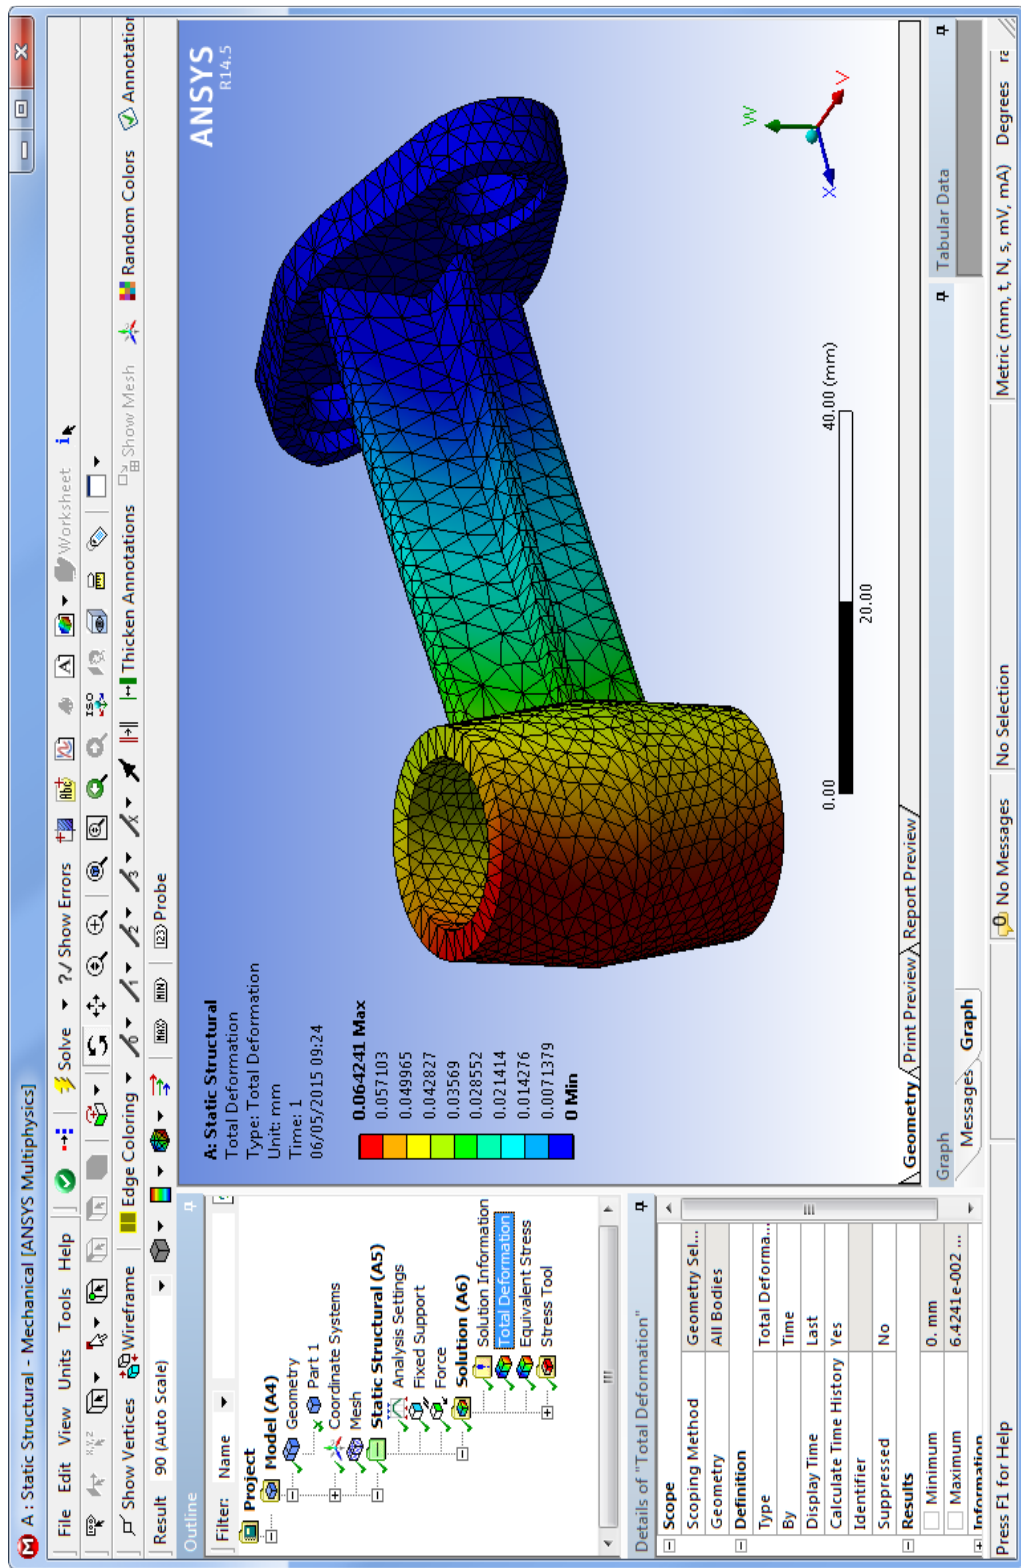 A : Static Structural - Mechanical [ANSYS Multiphysics]
File Edit View Units Tools Help
Solve ?/ Show Errors
Worksheet
Show Vertices Wireframe Edge Coloring Thicken Annotations Show Mesh Random Colors Annotation
Result 90 (Auto Scale) Probe
Outline
Filter: Name
Project
Model (A4)
Geometry
Part 1
Coordinate Systems
Mesh
Static Structural (A5)
Analysis Settings
Fixed Support
Force
Solution (A6)
Solution Information
Total Deformation
Equivalent Stress
Stress Tool
Details of "Total Deformation"
Scope
Scoping Method Geometry Sel...
Geometry All Bodies
Definition
Type Total Deforma...
By Time
Display Time Last
Calculate Time History Yes
Identifier
Suppressed No
Results
Minimum 0. mm
Maximum 6.4241e-002 ...
Information
A: Static Structural
Total Deformation
Type: Total Deformation
Unit: mm
Time: 1
06/05/2015 09:24
0.064241 Max
0.057103
0.049965
0.042827
0.03569
0.028552
0.021414
0.014276
0.0071379
0 Min
ANSYS
R14.5
0.00
20.00
40.00 (mm)
W
V
X
Geometry Print Preview Report Preview
Graph
Messages Graph
Tabular Data
Press F1 for Help
0 No Messages
No Selection
Metric (mm, t, N, s, mV, mA) Degrees